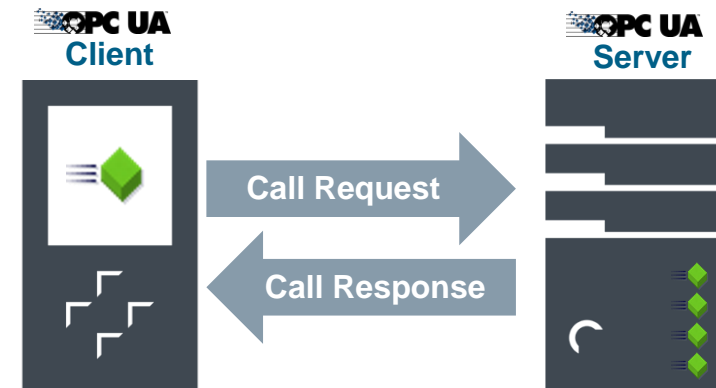 OPC UA
Client
OPC UA
Server
Call Request
Call Response